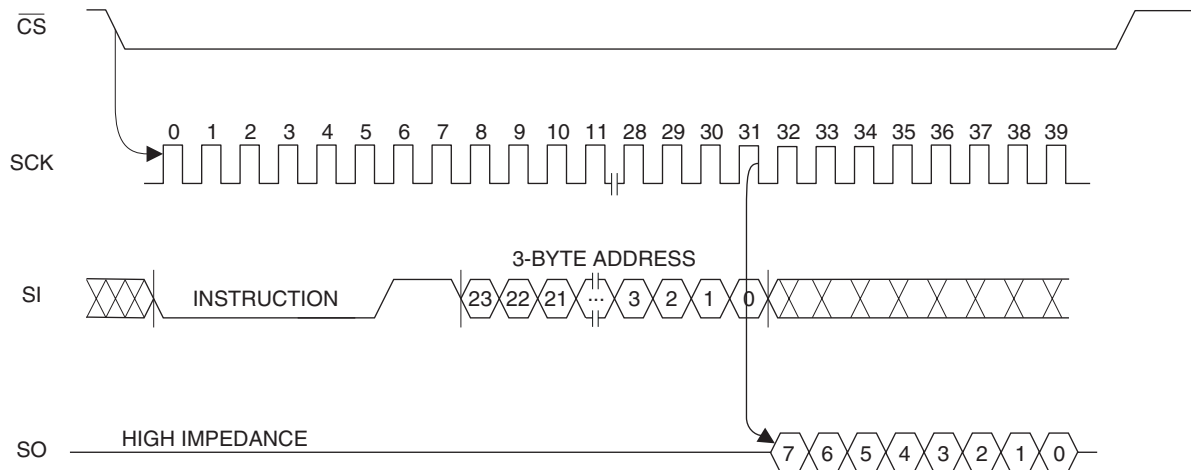 CS
0 1 2 3 4 5 6 7 8 9 10 11 28 29 30 31 32 33 34 35 36 37 38 39
SCK
3-BYTE ADDRESS
SI INSTRUCTION 23 22 21 ... 3 2 1 0
HIGH IMPEDANCE
SO 7 6 5 4 3 2 1 0